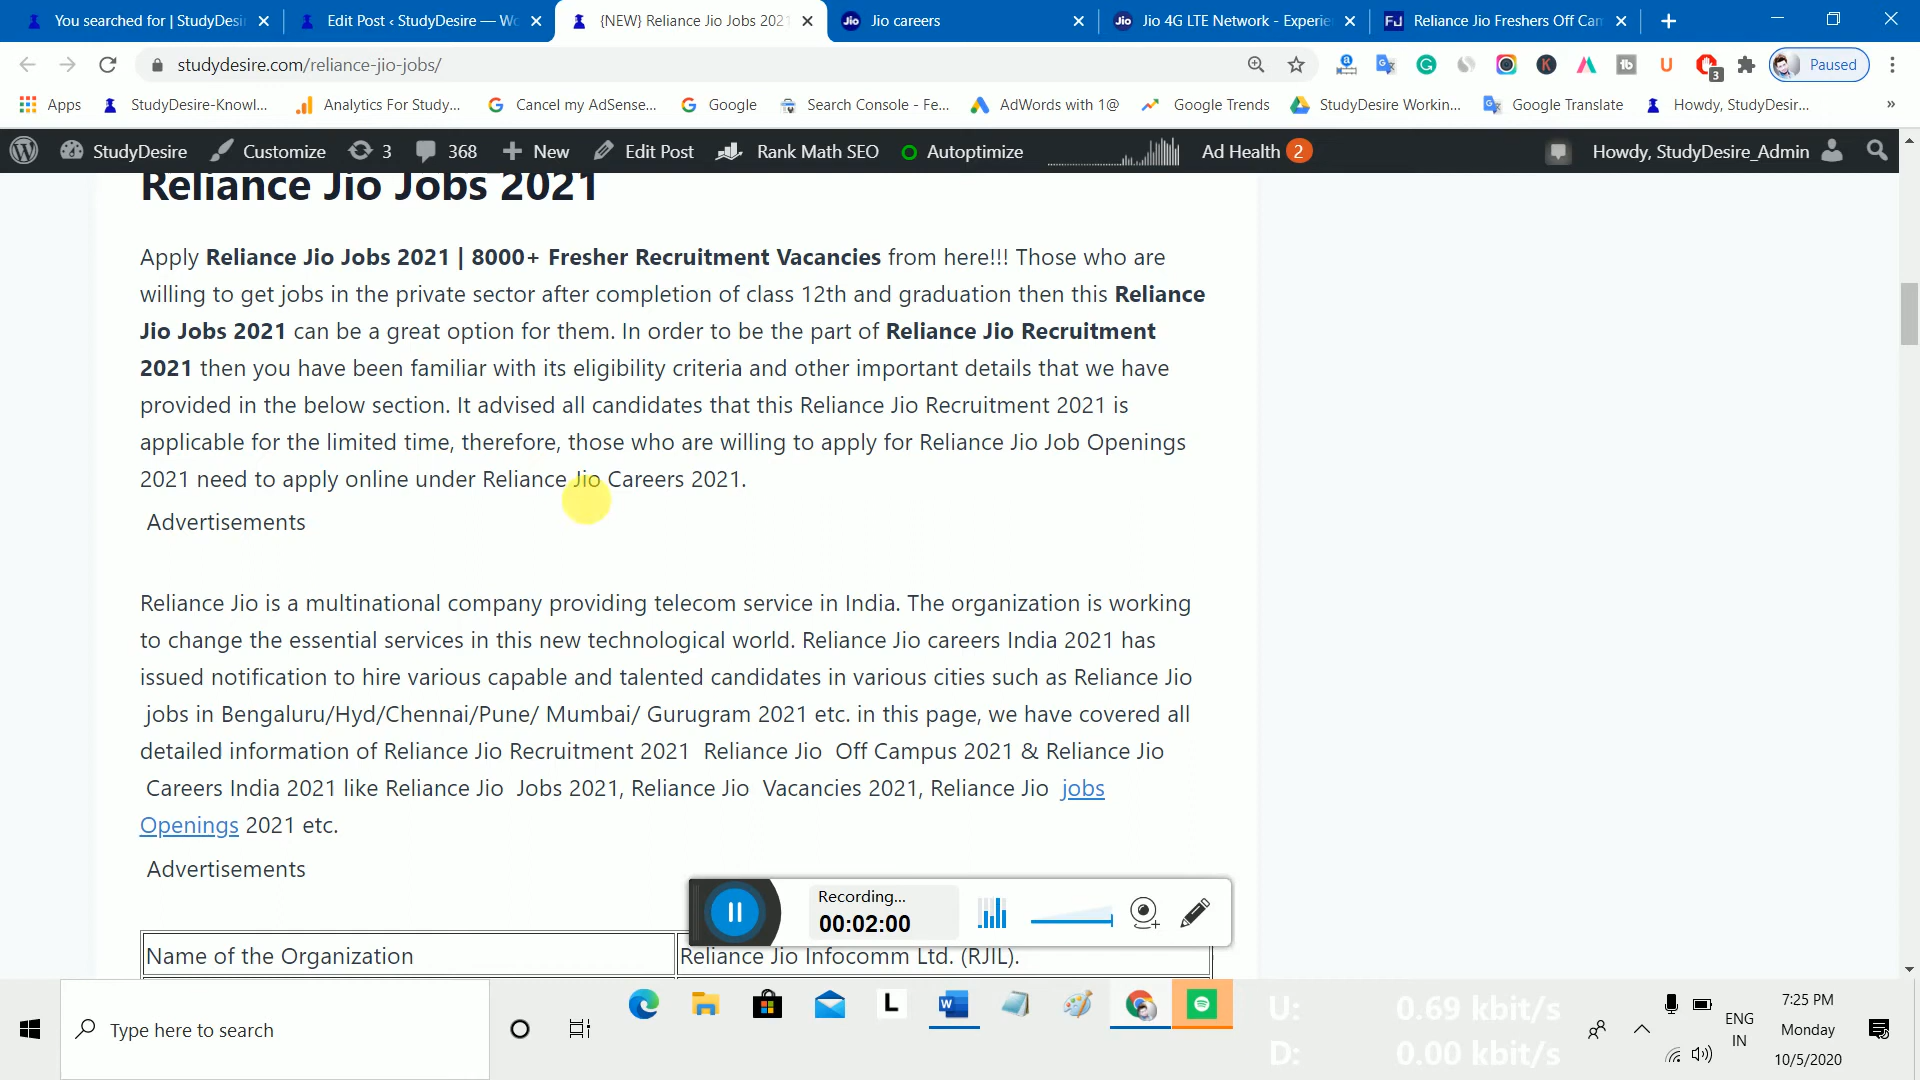 You searched for | StudyDesi
Edit Post ‹ StudyDesire — Wo
{NEW} Reliance Jio Jobs 2021
Jio careers
Jio 4G LTE Network - Experie
Reliance Jio Freshers Off Cam
studydesire.com/reliance-jio-jobs/
3
Paused
Apps
StudyDesire-Knowl...
Analytics For Study...
Cancel my AdSense...
Google
Search Console - Fe...
AdWords with 1@
Google Trends
StudyDesire Workin...
Google Translate
Howdy, StudyDesir...
»
StudyDesire
Customize
3
368
New
Edit Post
Rank Math SEO
Autoptimize
Ad Health 2
Howdy, StudyDesire_Admin
Reliance Jio Jobs 2021
Apply Reliance Jio Jobs 2021 | 8000+ Fresher Recruitment Vacancies from here!!! Those who are
willing to get jobs in the private sector after completion of class 12th and graduation then this Reliance
Jio Jobs 2021 can be a great option for them. In order to be the part of Reliance Jio Recruitment
2021 then you have been familiar with its eligibility criteria and other important details that we have
provided in the below section. It advised all candidates that this Reliance Jio Recruitment 2021 is
applicable for the limited time, therefore, those who are willing to apply for Reliance Jio Job Openings
2021 need to apply online under Reliance Jio Careers 2021.
Advertisements
Reliance Jio is a multinational company providing telecom service in India. The organization is working
to change the essential services in this new technological world. Reliance Jio careers India 2021 has
issued notification to hire various capable and talented candidates in various cities such as Reliance Jio
jobs in Bengaluru/Hyd/Chennai/Pune/ Mumbai/ Gurugram 2021 etc. in this page, we have covered all
detailed information of Reliance Jio Recruitment 2021 Reliance Jio Off Campus 2021 & Reliance Jio
Careers India 2021 like Reliance Jio Jobs 2021, Reliance Jio Vacancies 2021, Reliance Jio jobs
Openings 2021 etc.
Advertisements
Recording...
00:02:00
Name of the Organization
Reliance Jio Infocomm Ltd. (RJIL).
Type here to search
U: 0.69 kbit/s
D: 0.00 kbit/s
ENG
IN
7:25 PM
Monday
10/5/2020